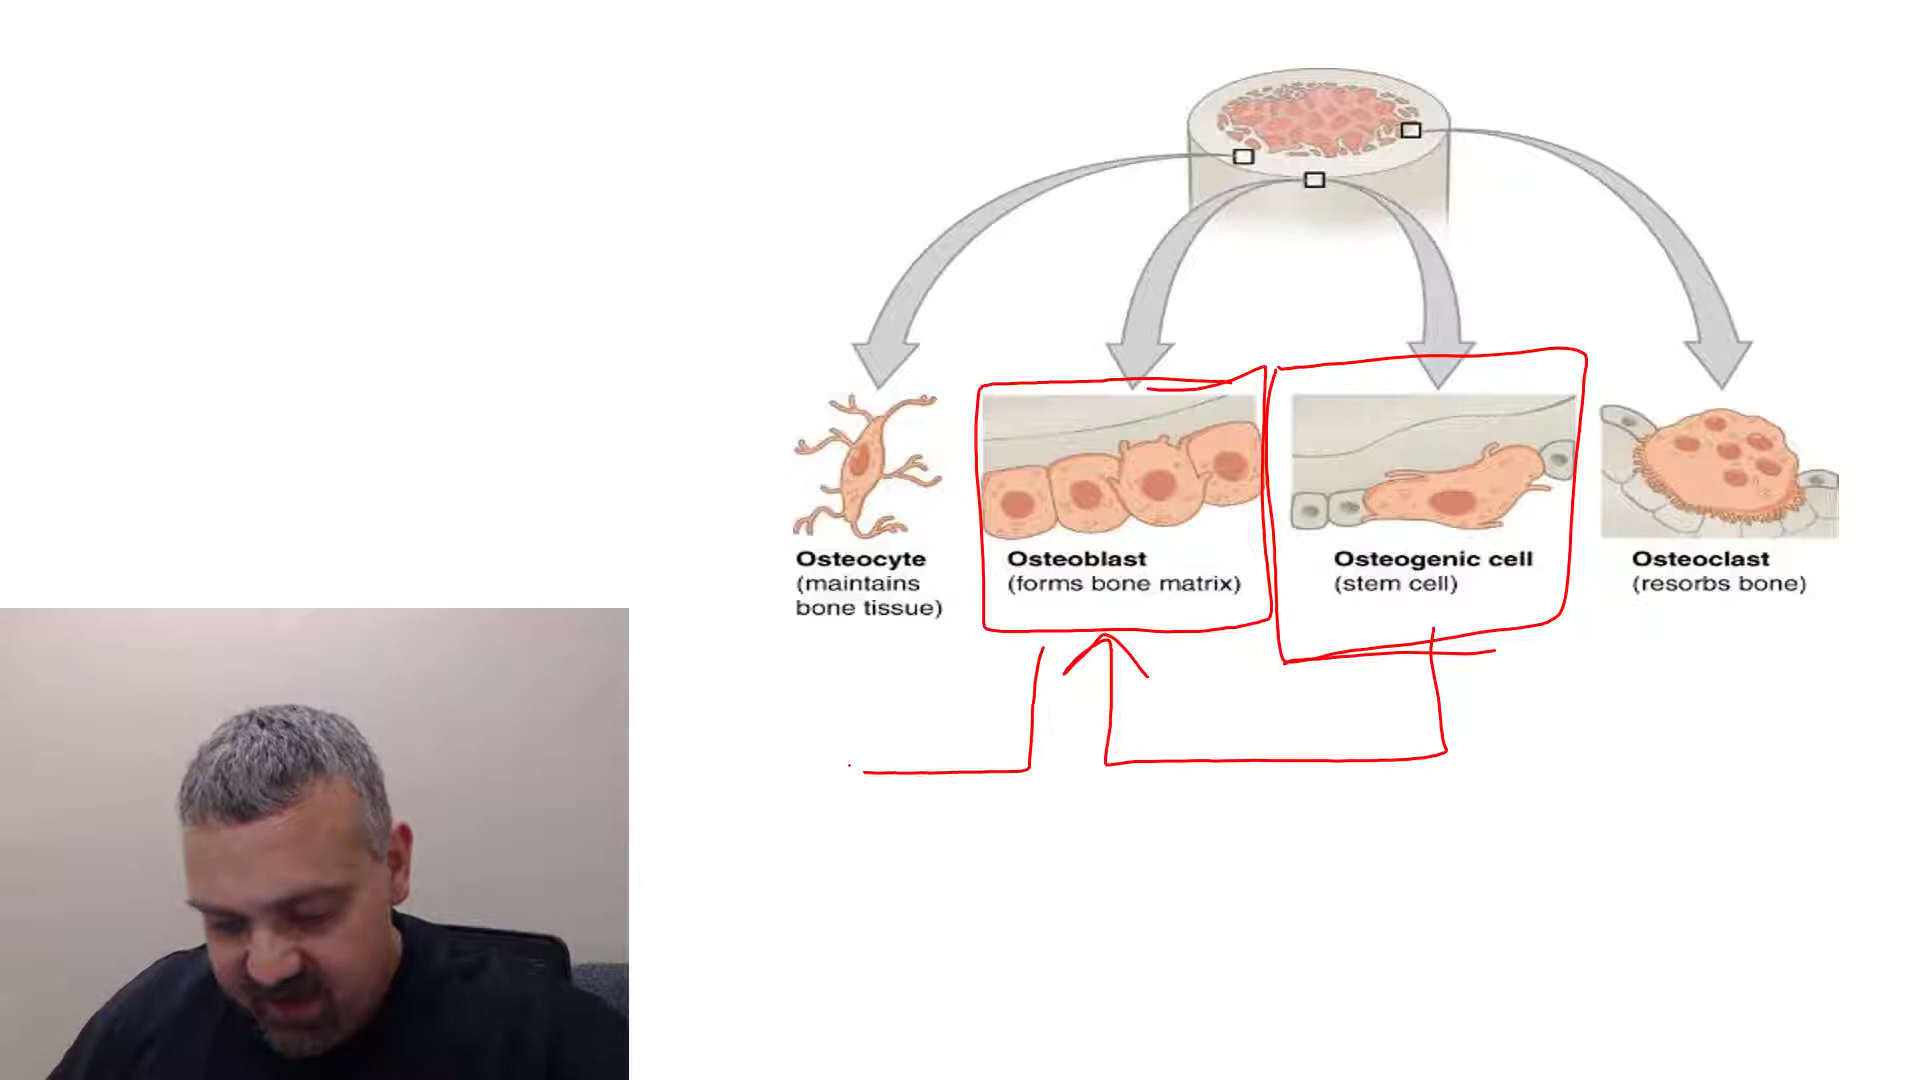 Osteocyte
(maintains
bone tissue)
Osteoblast
(forms bone matrix)
Osteogenic cell
(stem cell)
Osteoclast
(resorbs bone)